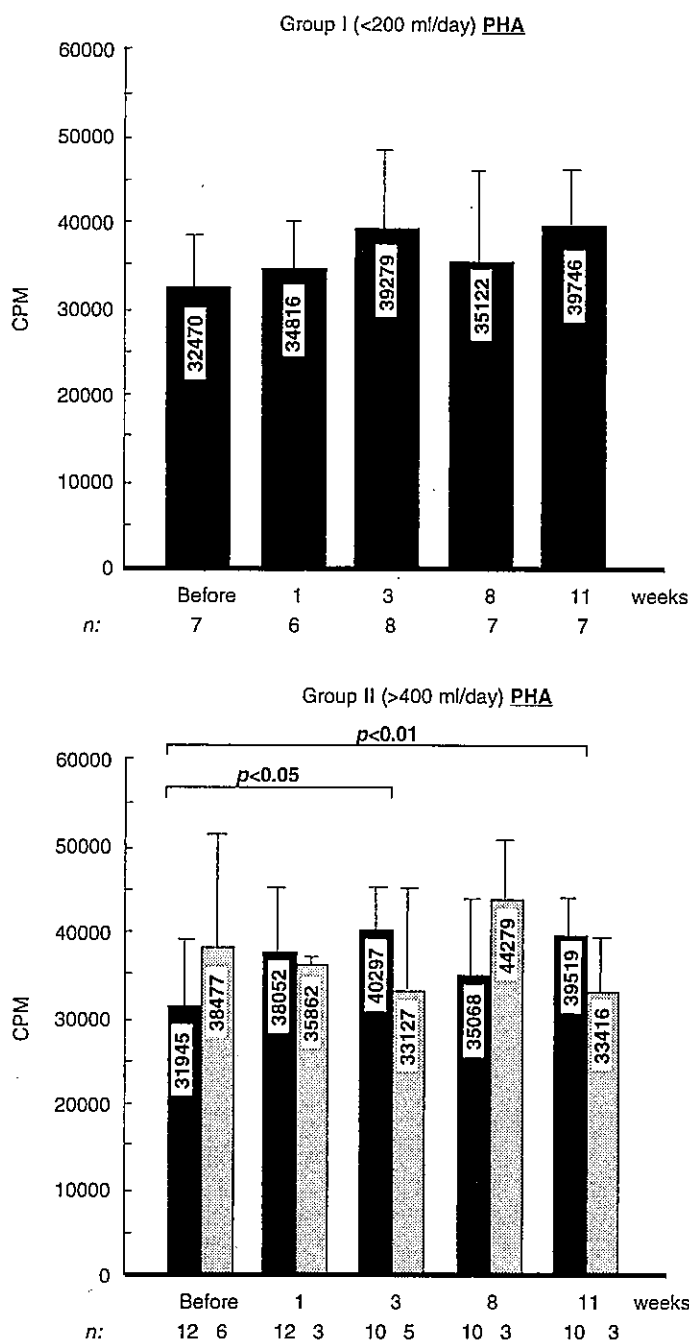 Group I (<200 ml/day) PHA
60000
50000
40000
30000
20000
10000
0
CPM
32470
34816
39279
35122
39746
Before 1 3 8 11 weeks
n: 7 6 8 7 7
Group II (>400 ml/day) PHA
p<0.01
p<0.05
60000
50000
40000
30000
20000
10000
0
CPM
31945
38477
38052
35862
40297
33127
35068
44279
39519
33416
Before 1 3 8 11 weeks
n: 12 6 12 3 10 5 10 3 10 3